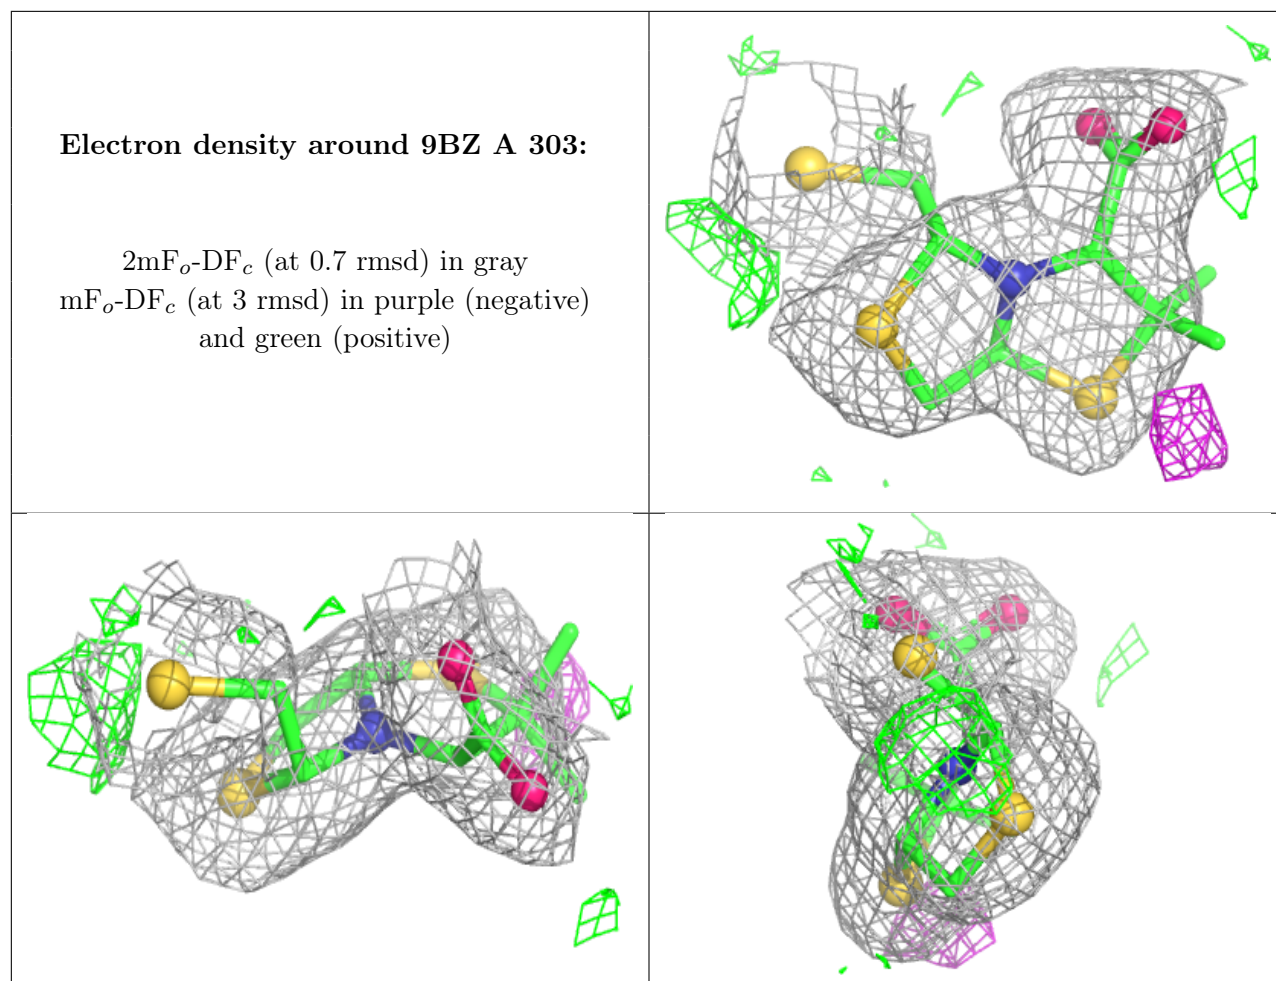 Electron density around 9BZ A 303:
2mFo-DFc (at 0.7 rmsd) in gray
mFo-DFc (at 3 rmsd) in purple (negative)
and green (positive)